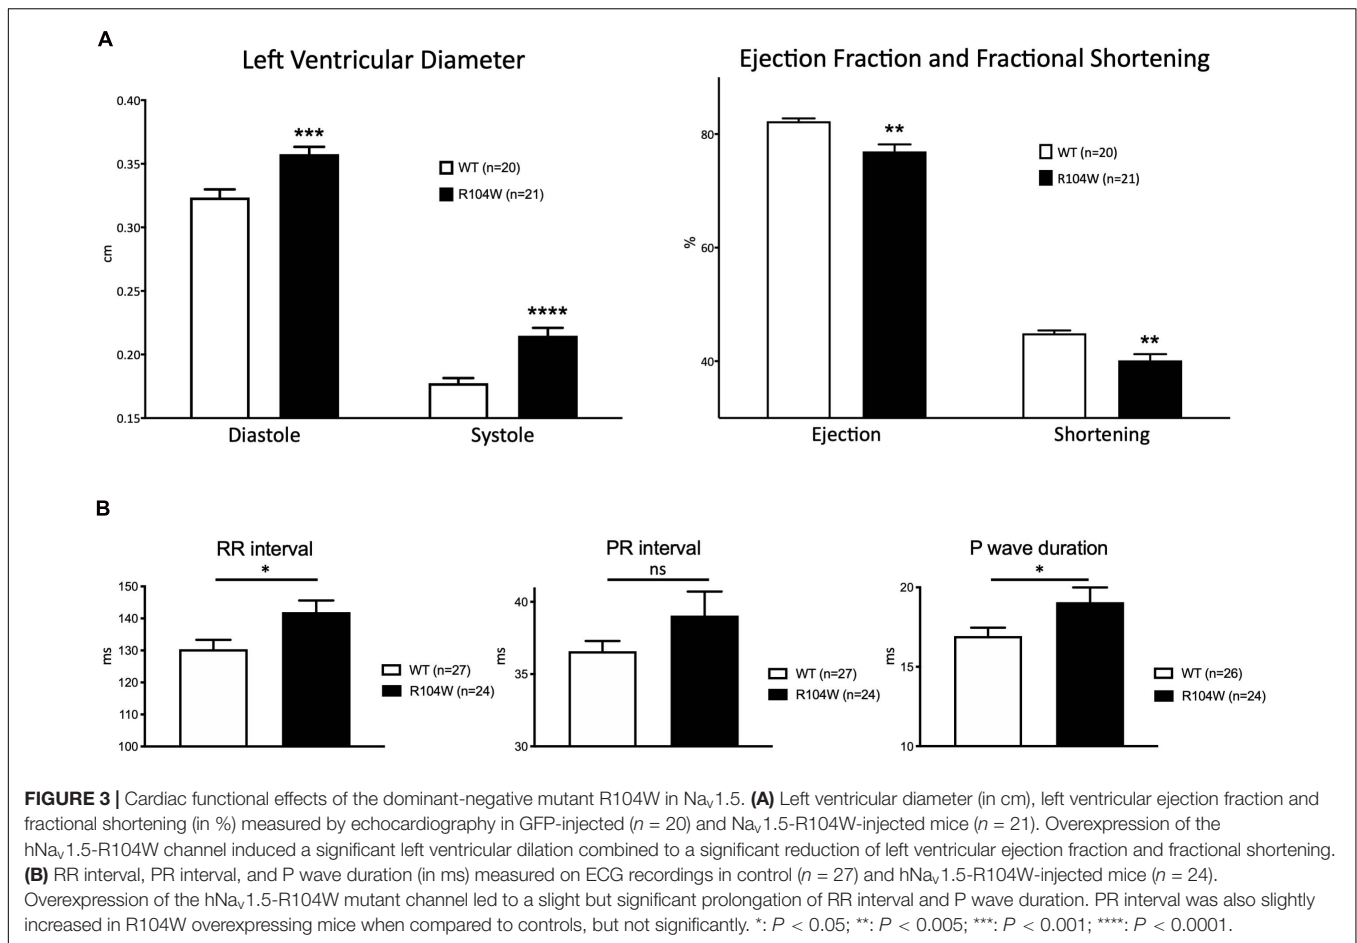 A
Left Ventricular Diameter
0.40
0.35
0.30
0.25
0.20
0.15
cm
***
****
WT (n=20)
R104W (n=21)
Diastole
Systole
Ejection Fraction and Fractional Shortening
80
60
40
%
**
**
WT (n=20)
R104W (n=21)
Ejection
Shortening
B
RR interval
*
150
140
130
120
110
100
ms
WT (n=27)
R104W (n=24)
PR interval
ns
40
35
30
ms
WT (n=27)
R104W (n=24)
P wave duration
*
20
15
10
ms
WT (n=26)
R104W (n=24)
FIGURE 3 | Cardiac functional effects of the dominant-negative mutant R104W in Nav1.5. (A) Left ventricular diameter (in cm), left ventricular ejection fraction and
fractional shortening (in %) measured by echocardiography in GFP-injected (n = 20) and Nav1.5-R104W-injected mice (n = 21). Overexpression of the
hNav1.5-R104W channel induced a significant left ventricular dilation combined to a significant reduction of left ventricular ejection fraction and fractional shortening.
(B) RR interval, PR interval, and P wave duration (in ms) measured on ECG recordings in control (n = 27) and hNav1.5-R104W-injected mice (n = 24).
Overexpression of the hNav1.5-R104W mutant channel led to a slight but significant prolongation of RR interval and P wave duration. PR interval was also slightly
increased in R104W overexpressing mice when compared to controls, but not significantly. *: P < 0.05; **: P < 0.005; ***: P < 0.001; ****: P < 0.0001.